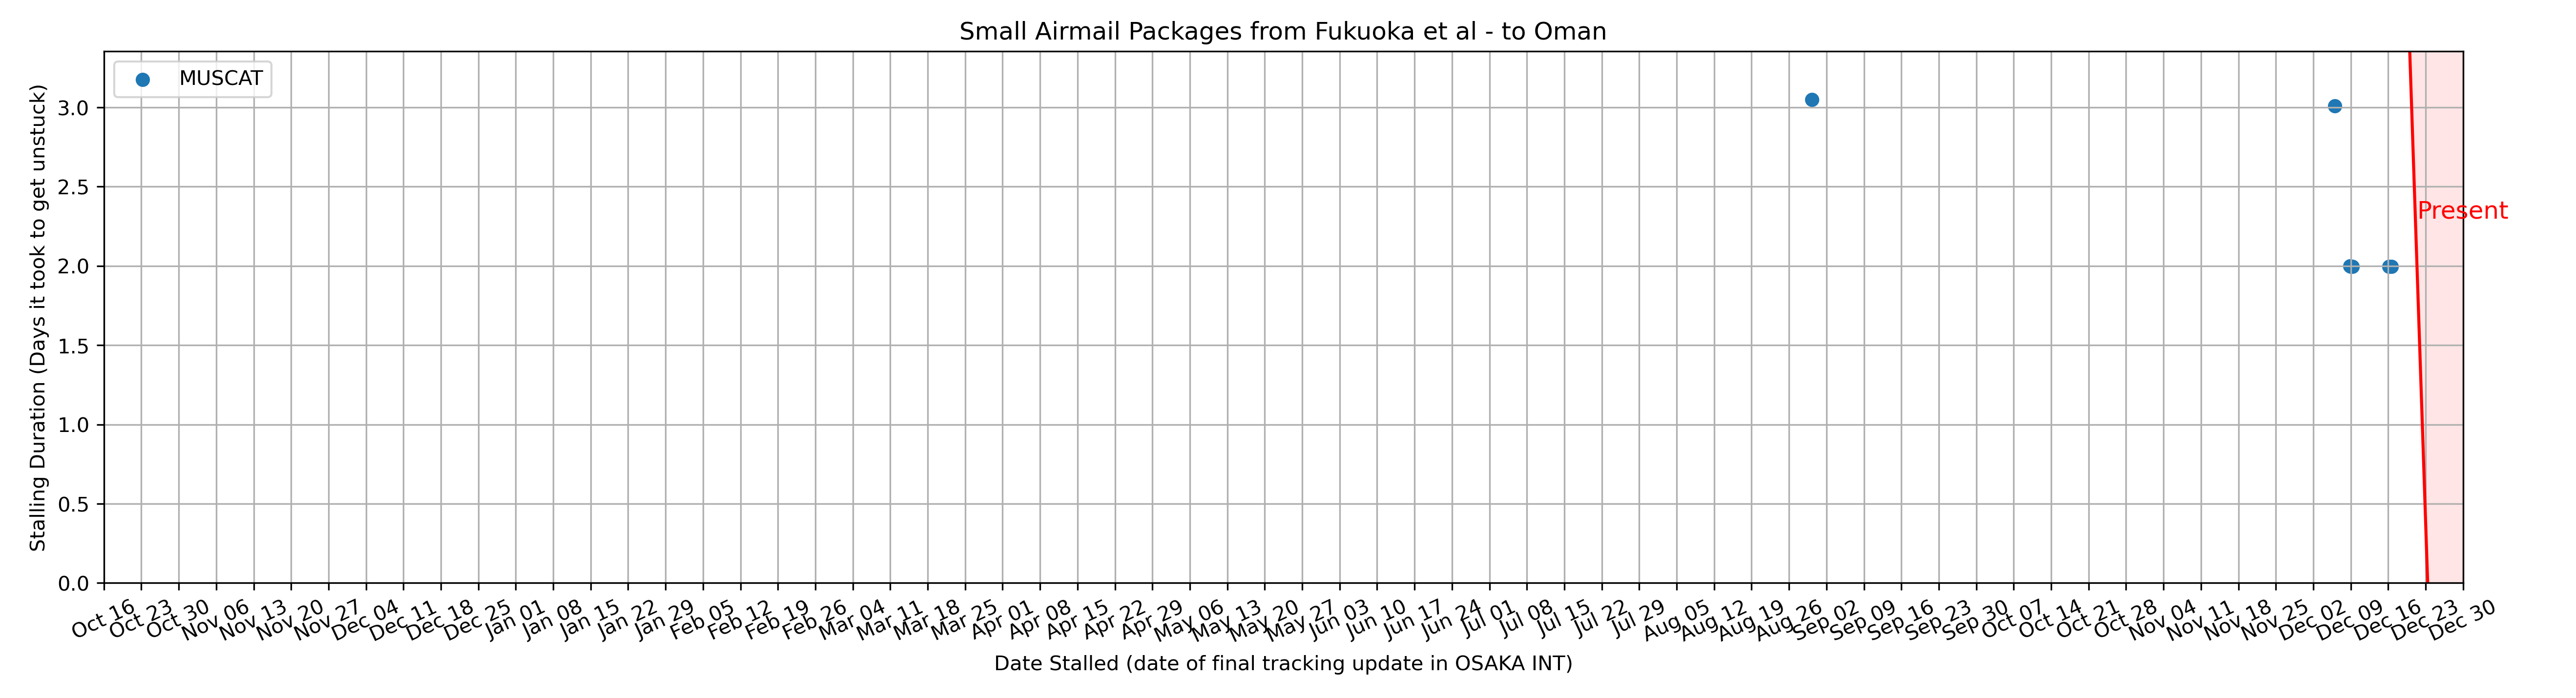 Small Airmail Packages from Fukuoka et al - to Oman
MUSCAT
Stalling Duration (Days it took to get unstuck)
3.0
2.5
2.0
1.5
1.0
0.5
0.0
Present
Oct 16 Oct 23 Oct 30 Nov 06 Nov 13 Nov 20 Nov 27 Dec 04 Dec 11 Dec 18 Dec 25 Jan 01 Jan 08 Jan 15 Jan 22 Jan 29 Feb 05 Feb 12 Feb 19 Feb 26 Mar 04 Mar 11 Mar 18 Mar 25 Apr 01 Apr 08 Apr 15 Apr 22 Apr 29 May 06 May 13 May 20 May 27 Jun 03 Jun 10 Jun 17 Jun 24 Jul 01 Jul 08 Jul 15 Jul 22 Jul 29 Aug 05 Aug 12 Aug 19 Aug 26 Sep 02 Sep 09 Sep 16 Sep 23 Sep 30 Oct 07 Oct 14 Oct 21 Oct 28 Nov 04 Nov 11 Nov 18 Nov 25 Dec 02 Dec 09 Dec 16 Dec 23 Dec 30
Date Stalled (date of final tracking update in OSAKA INT)